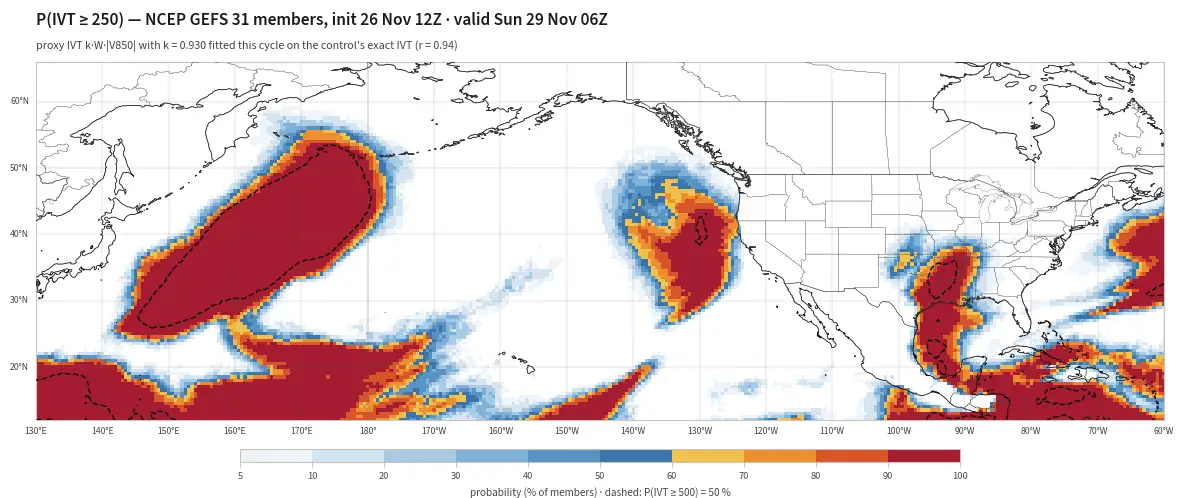 P(IVT ≥ 250) — NCEP GEFS 31 members, init 26 Nov 12Z · valid Sun 29 Nov 06Z
proxy IVT k·W·|V850| with k = 0.930 fitted this cycle on the control's exact IVT (r = 0.94)
60°N
50°N
40°N
30°N
20°N
130°E 140°E 150°E 160°E 170°E 180° 170°W 160°W 150°W 140°W 130°W 120°W 110°W 100°W 90°W 80°W 70°W 60°W
5 10 20 30 40 50 60 70 80 90 100
probability (% of members) · dashed: P(IVT ≥ 500) = 50 %